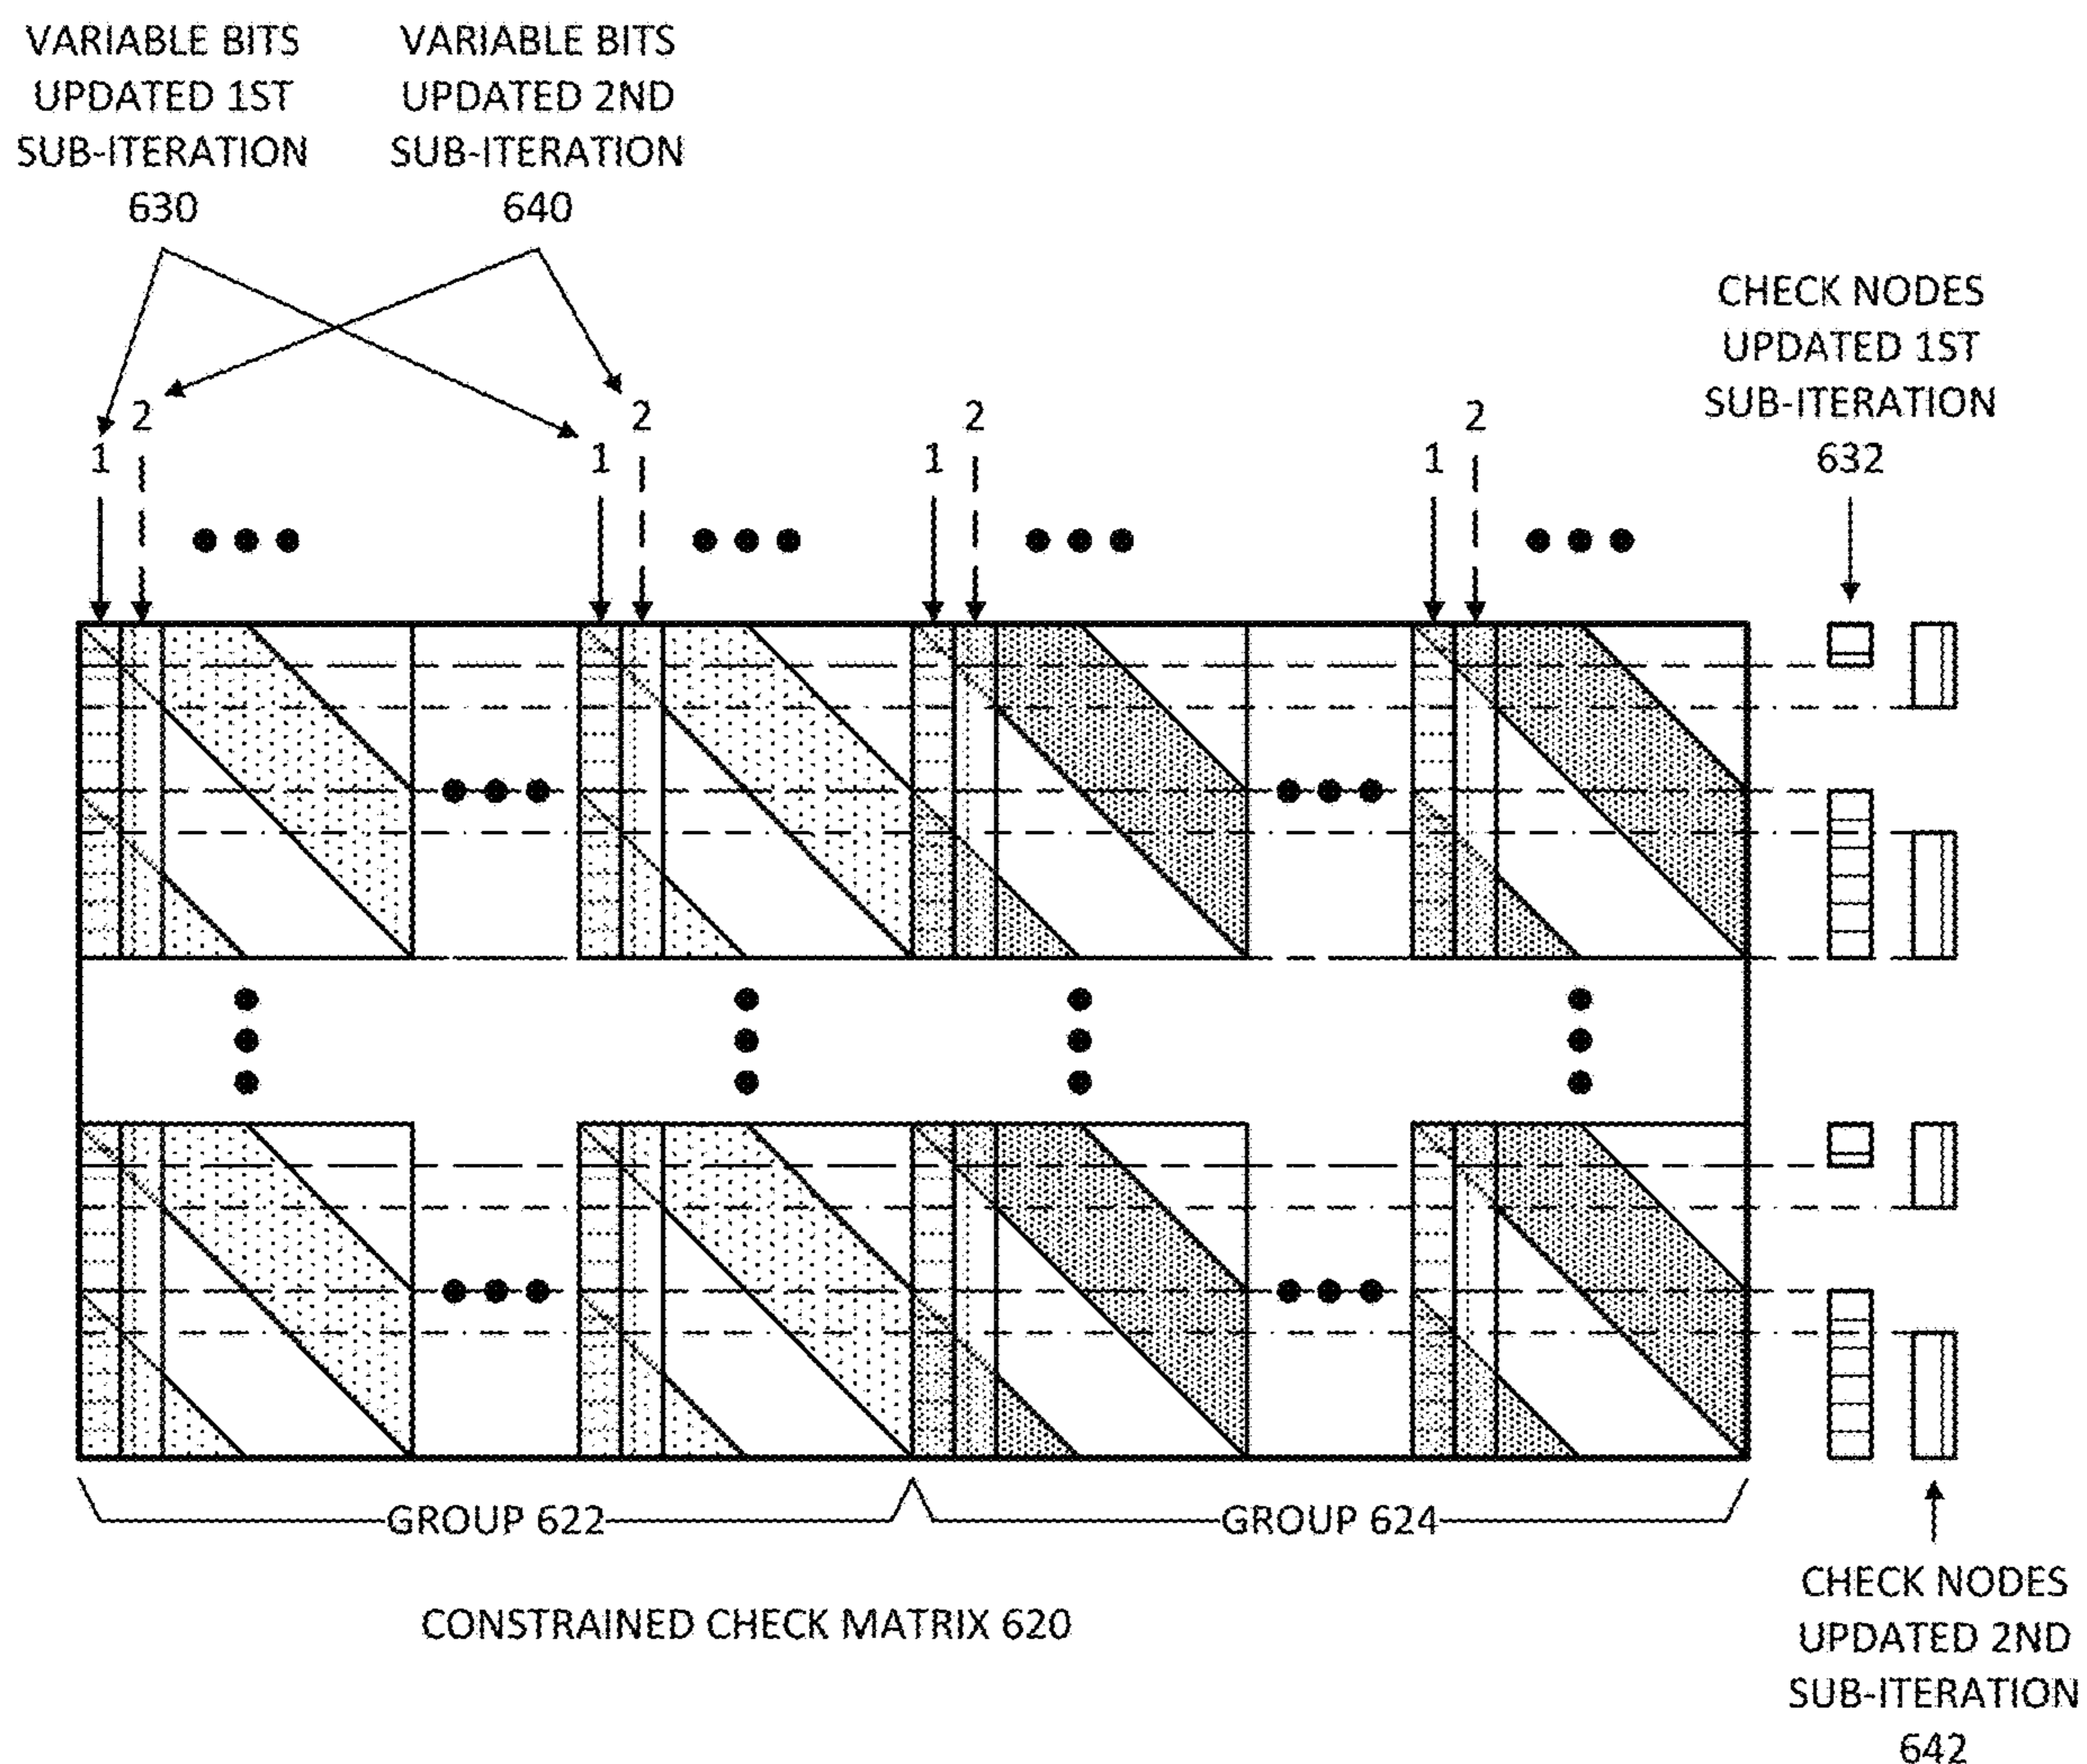 VARIABLE BITS
UPDATED 1ST
SUB-ITERATION
630
VARIABLE BITS
UPDATED 2ND
SUB-ITERATION
640
CHECK NODES
UPDATED 1ST
SUB-ITERATION
632
2
2
2
2
1
1
1
1
GROUP 622
GROUP 624
CONSTRAINED CHECK MATRIX 620
CHECK NODES
UPDATED 2ND
SUB-ITERATION
642